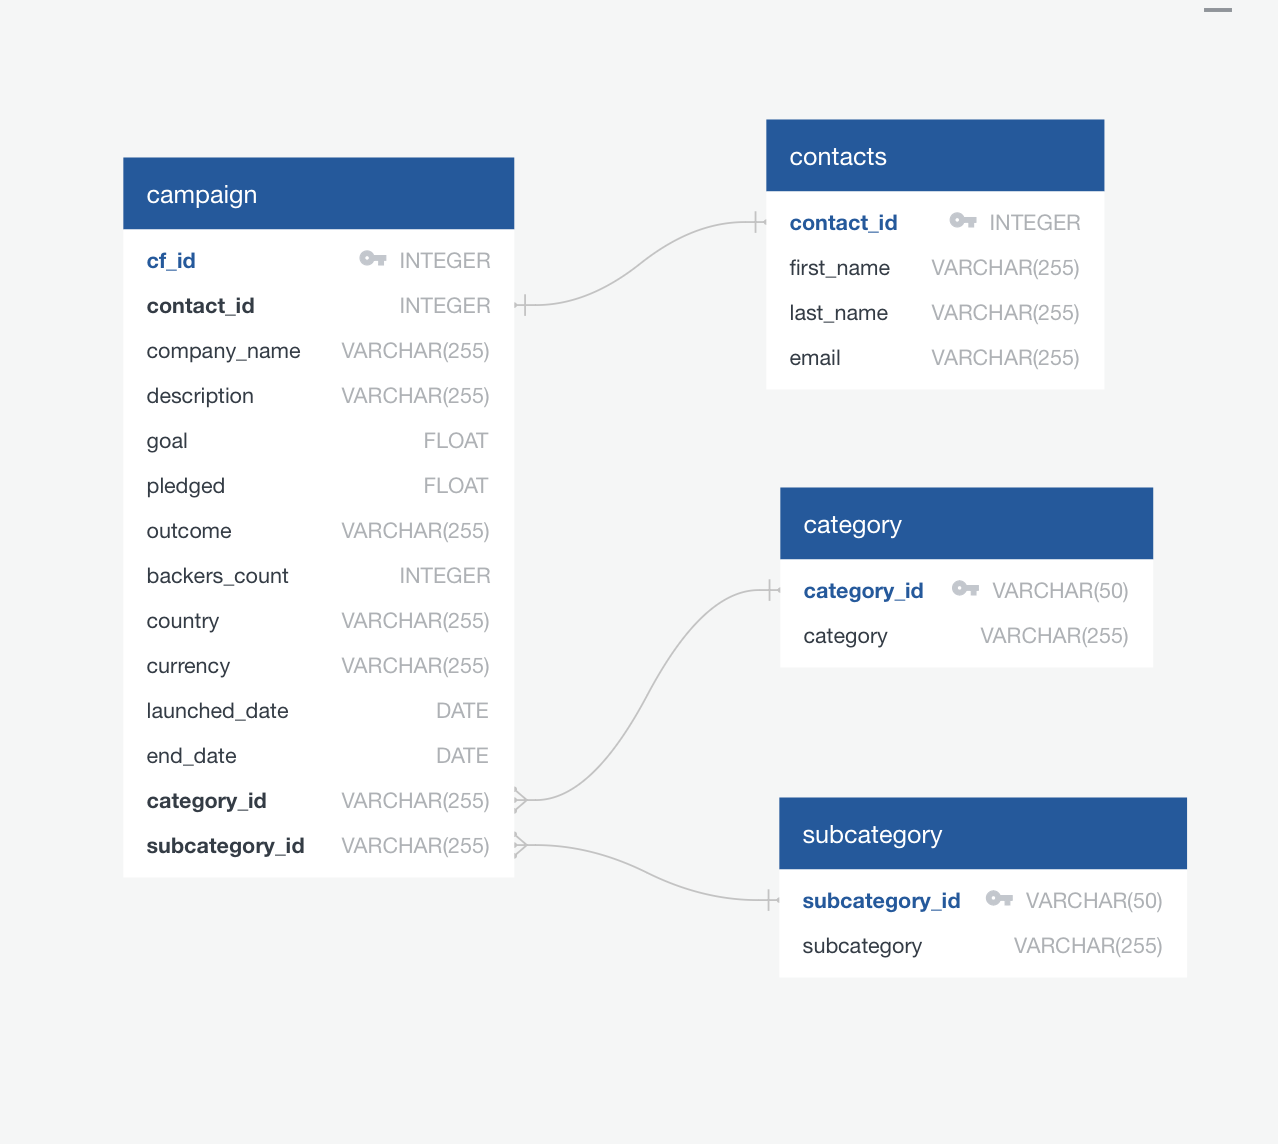 campaign
cf_id INTEGER
contact_id INTEGER
company_name VARCHAR(255)
description VARCHAR(255)
goal FLOAT
pledged FLOAT
outcome VARCHAR(255)
backers_count INTEGER
country VARCHAR(255)
currency VARCHAR(255)
launched_date DATE
end_date DATE
category_id VARCHAR(255)
subcategory_id VARCHAR(255)
contacts
contact_id INTEGER
first_name VARCHAR(255)
last_name VARCHAR(255)
email VARCHAR(255)
category
category_id VARCHAR(50)
category VARCHAR(255)
subcategory
subcategory_id VARCHAR(50)
subcategory VARCHAR(255)